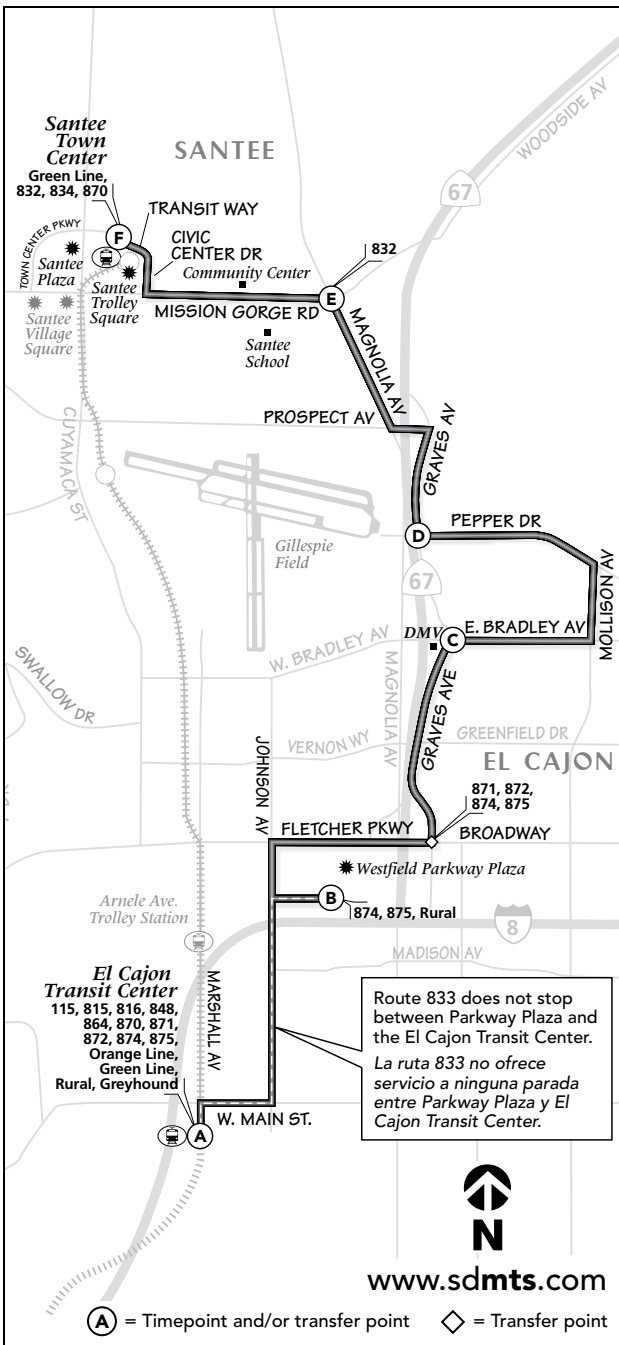 WOODSIDE AV
Santee
Town
Center
Green Line,
832, 834, 870
SANTEE
67
TRANSIT WAY
TOWN CENTER PKWY
F
CIVIC
CENTER DR
832
Santee
Plaza
Community Center
Santee
Trolley
Square
E
Santee
Village
Square
MISSION GORGE RD
Santee
School
MAGNOLIA AV
PROSPECT AV
GRAVES AV
CUYAMACA ST
D
PEPPER DR
Gillespie
Field
67
MOLLISON AV
DMV
C
E. BRADLEY AV
W. BRADLEY AV
SWALLOW DR
MAGNOLIA AV
GRAVES AVE
VERNON WY
GREENFIELD DR
JOHNSON AV
EL CAJON
871, 872,
874, 875
FLETCHER PKWY
BROADWAY
Westfield Parkway Plaza
B
874, 875, Rural
Arnele Ave.
Trolley Station
8
MADISON AV
El Cajon
Transit Center
115, 815, 816, 848,
864, 870, 871,
872, 874, 875,
Orange Line,
Green Line,
Rural, Greyhound
MARSHALL AV
A
W. MAIN ST.
Route 833 does not stop
between Parkway Plaza and
the El Cajon Transit Center.
La ruta 833 no ofrece
servicio a ninguna parada
entre Parkway Plaza y El
Cajon Transit Center.
N
www.sdmts.com
A = Timepoint and/or transfer point
= Transfer point